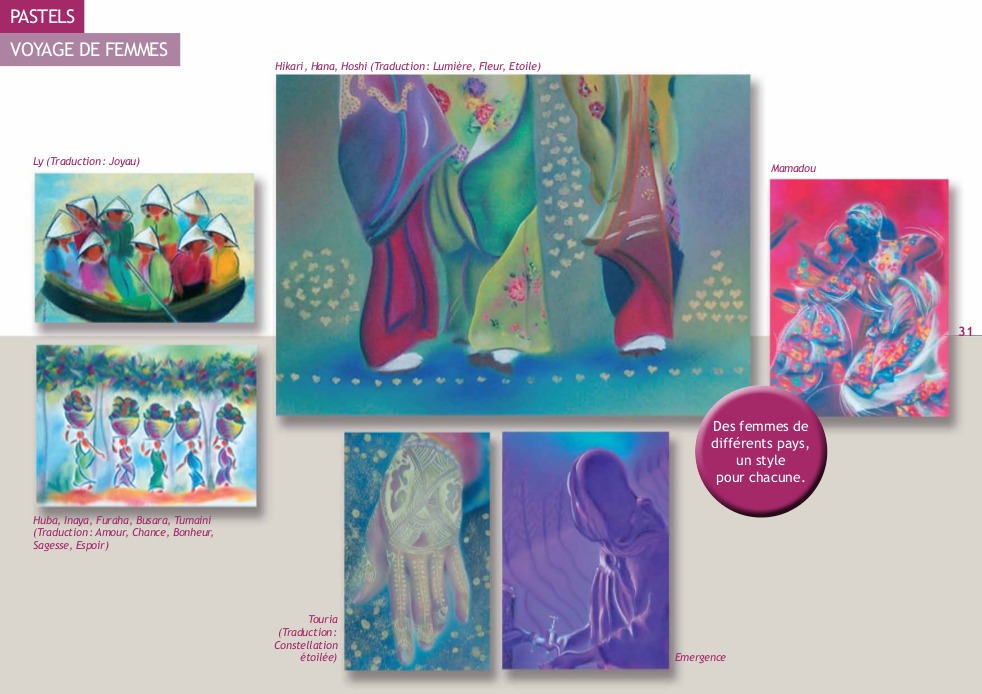 PASTELS
VOYAGE DE FEMMES
Hikari, Hana, Hoshi (Traduction: Lumière, Fleur, Etoile)
Ly (Traduction: Joyau)
Mamadou
31
Des femmes de
différents pays,
un style
pour chacune.
Huba, Inaya, Furaha, Busara, Tumaini
(Traduction: Amour, Chance, Bonheur,
Sagesse, Espoir)
Touria
(Traduction:
Constellation
étoilée)
Emergence